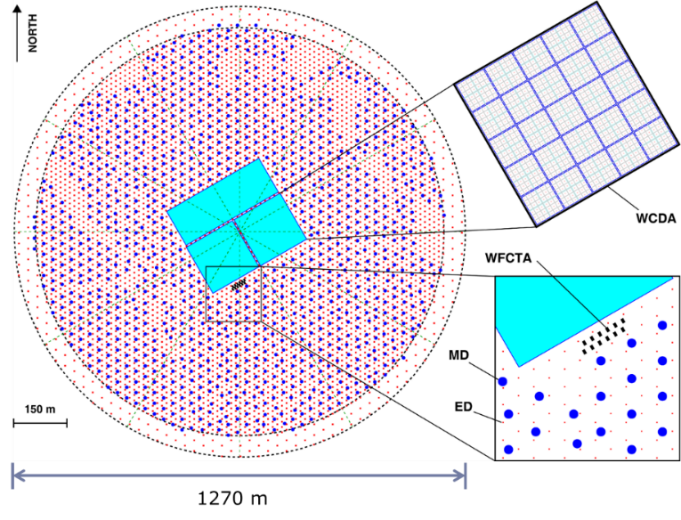 NORTH
WCDA
WFCTA
MD
ED
150 m
1270 m